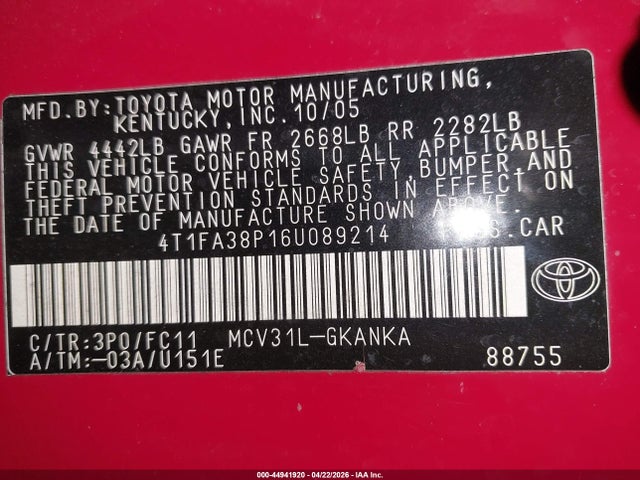 MFD.BY:TOYOTA MOTOR MANUFACTURING,
KENTUCKY,INC.10/05
GVWR 4442LB GAWR FR 2668LB RR 2282LB
THIS VEHICLE CONFORMS TO ALL APPLICABLE
FEDERAL MOTOR VEHICLE SAFETY,BUMPER,AND
THEFT PREVENTION STANDARDS IN EFFECT ON
THE DATE OF MANUFACTURE SHOWN ABOVE.
4T1FA38P16U089214 CAR
C/TR:3P0/FC11 MCV31L-GKANKA
A/TM:-03A/U151E 88755
000-44941920 - 04/22/2026 - IAA Inc.